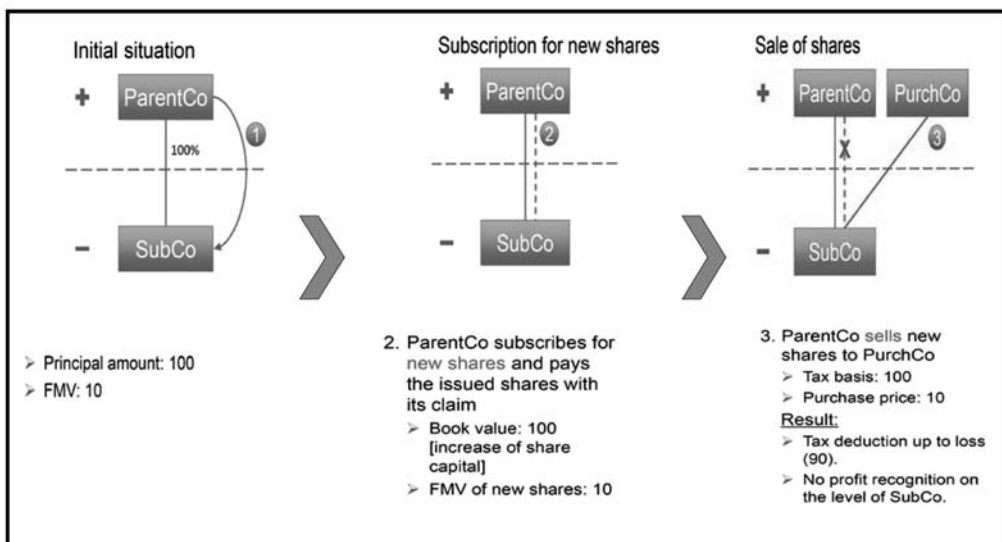 Initial situation
+
ParentCo
1
100%
-
SubCo
➢ Principal amount: 100
➢ FMV: 10
Subscription for new shares
+
ParentCo
2
-
SubCo
2. ParentCo subscribes for
new shares and pays
the issued shares with
its claim
➢ Book value: 100
[increase of share
capital]
➢ FMV of new shares: 10
Sale of shares
+
ParentCo PurchCo
X
3
-
SubCo
3. ParentCo sells new
shares to PurchCo
➢ Tax basis: 100
➢ Purchase price: 10
Result:
➢ Tax deduction up to loss
(90).
➢ No profit recognition on
the level of SubCo.